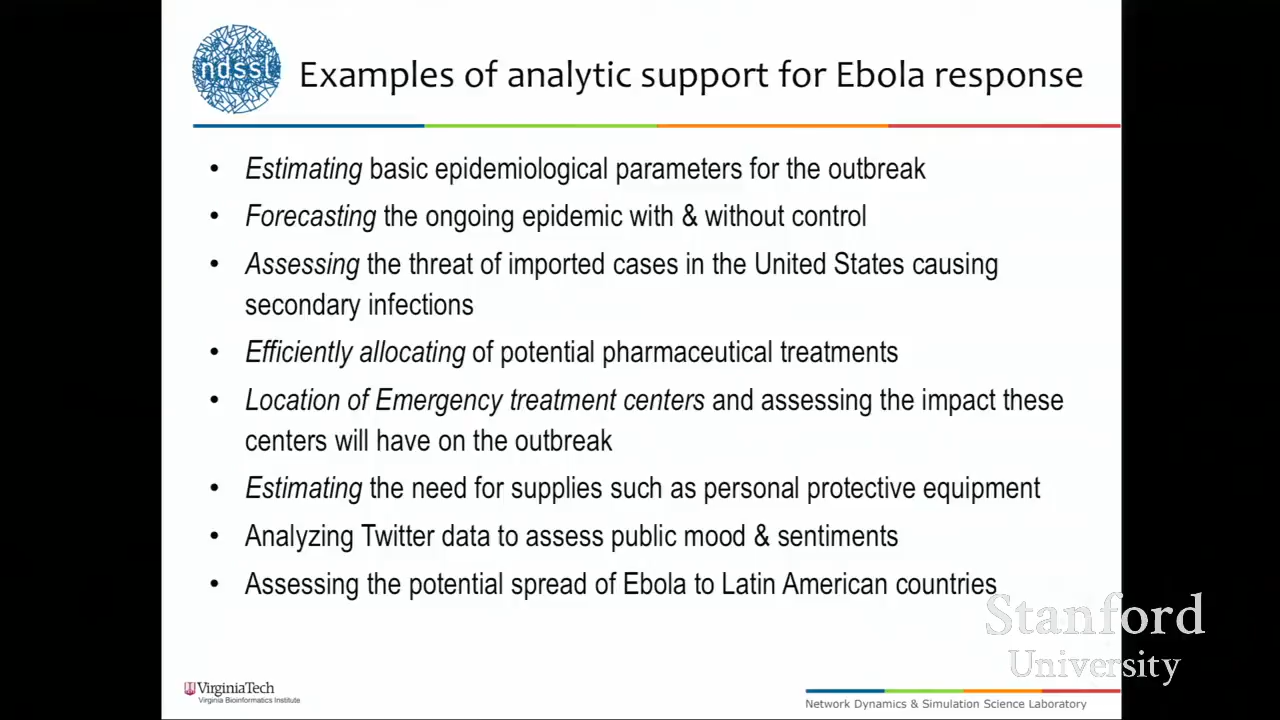 ndssl
Examples of analytic support for Ebola response
• Estimating basic epidemiological parameters for the outbreak
• Forecasting the ongoing epidemic with & without control
• Assessing the threat of imported cases in the United States causing
secondary infections
• Efficiently allocating of potential pharmaceutical treatments
• Location of Emergency treatment centers and assessing the impact these
centers will have on the outbreak
• Estimating the need for supplies such as personal protective equipment
• Analyzing Twitter data to assess public mood & sentiments
• Assessing the potential spread of Ebola to Latin American countries
Stanford
University
VirginiaTech
Virginia Bioinformatics Institute
Network Dynamics & Simulation Science Laboratory